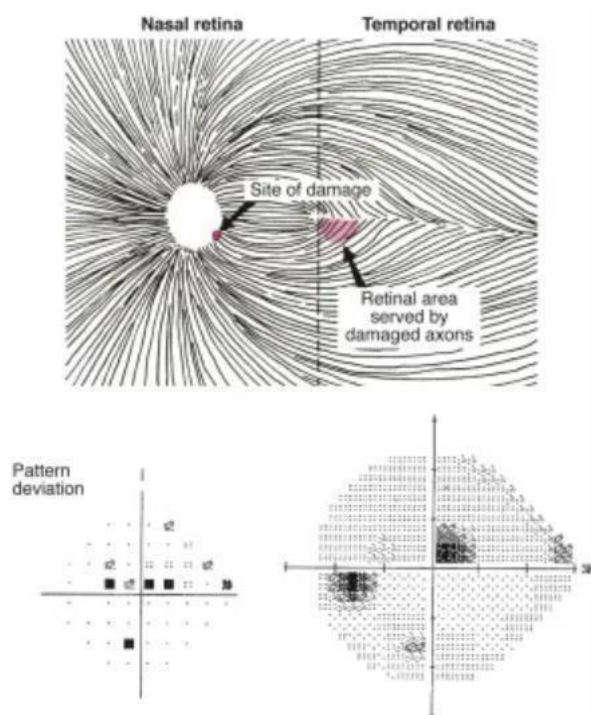 Nasal retina
Temporal retina
Site of damage
Retinal area
served by
damaged axons
Pattern
deviation